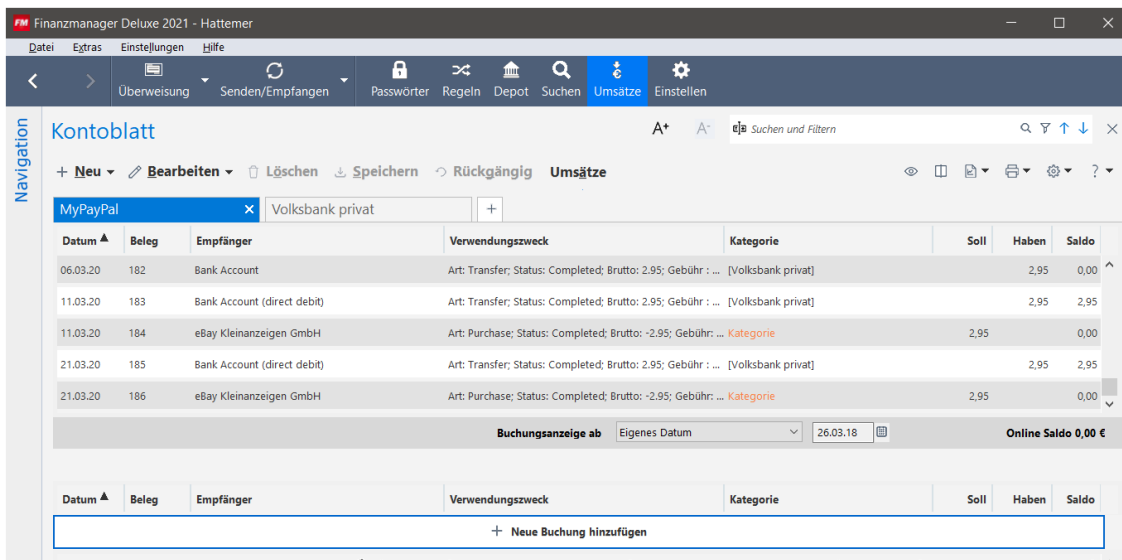 FM Finanzmanager Deluxe 2021 - Hattemer
Datei Extras Einstellungen Hilfe
Überweisung Senden/Empfangen Passwörter Regeln Depot Suchen Umsätze Einstellen
Navigation
Kontoblatt A+ A- Suchen und Filtern
+ Neu Bearbeiten Löschen Speichern Rückgängig Umsätze ?
MyPayPal Volksbank privat +
Datum Beleg Empfänger Verwendungszweck Kategorie Soll Haben Saldo
06.03.20 182 Bank Account Art: Transfer; Status: Completed; Brutto: 2.95; Gebühr : ... [Volksbank privat] 2,95 0,00
11.03.20 183 Bank Account (direct debit) Art: Transfer; Status: Completed; Brutto: 2.95; Gebühr : ... [Volksbank privat] 2,95 2,95
11.03.20 184 eBay Kleinanzeigen GmbH Art: Purchase; Status: Completed; Brutto: -2.95; Gebühr: ... Kategorie 2,95 0,00
21.03.20 185 Bank Account (direct debit) Art: Transfer; Status: Completed; Brutto: 2.95; Gebühr : ... [Volksbank privat] 2,95 2,95
21.03.20 186 eBay Kleinanzeigen GmbH Art: Purchase; Status: Completed; Brutto: -2.95; Gebühr: ... Kategorie 2,95 0,00
Buchungsanzeige ab Eigenes Datum 26.03.18 Online Saldo 0,00 €
Datum Beleg Empfänger Verwendungszweck Kategorie Soll Haben Saldo
+ Neue Buchung hinzufügen